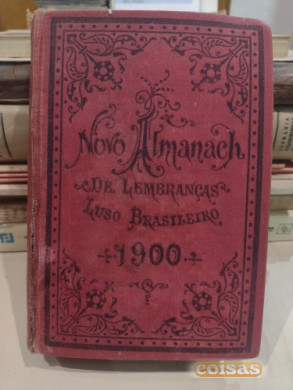 Novo Almanach
De Lembranças
Luso Brasileiro
1900
coisas